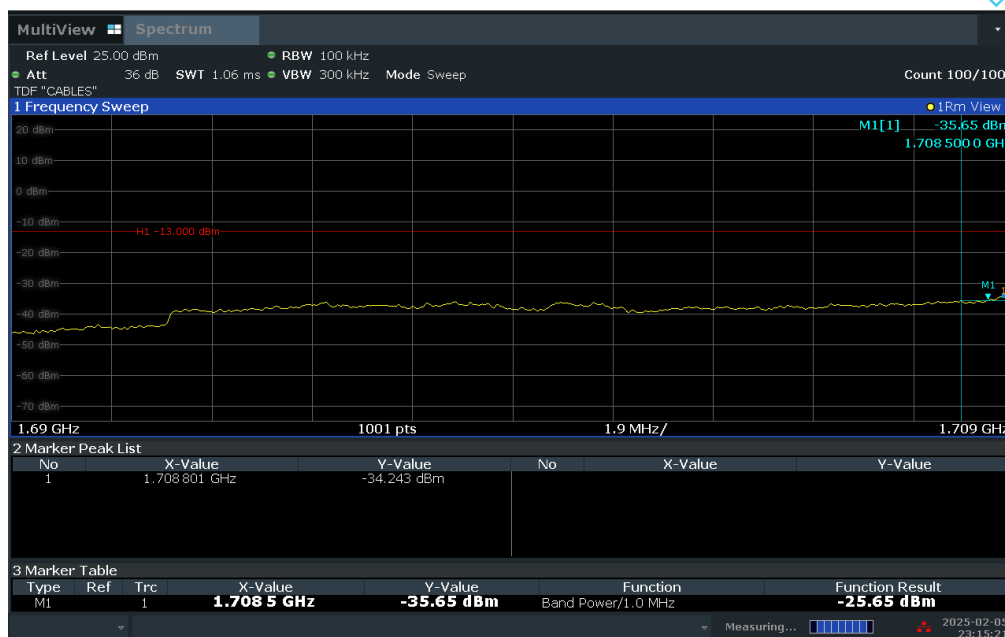 MultiView Spectrum
Ref Level 25.00 dBm RBW 100 kHz
Att 36 dB SWT 1.06 ms VBW 300 kHz Mode Sweep Count 100/100
TDF "CABLES"
1 Frequency Sweep 1Rm View
M1[1] -35.65 dBm
1.708 500 0 GH
20 dBm
10 dBm
0 dBm
-10 dBm
H1 -13.000 dBm
-20 dBm
-30 dBm
M1 1
-40 dBm
-50 dBm
-60 dBm
-70 dBm
1.69 GHz 1001 pts 1.9 MHz/ 1.709 GHz
2 Marker Peak List
No X-Value Y-Value No X-Value Y-Value
1 1.708 801 GHz -34.243 dBm
3 Marker Table
Type Ref Trc X-Value Y-Value Function Function Result
M1 1 1.708 5 GHz -35.65 dBm Band Power/1.0 MHz -25.65 dBm
Measuring... 2025-02-0
23:15:2